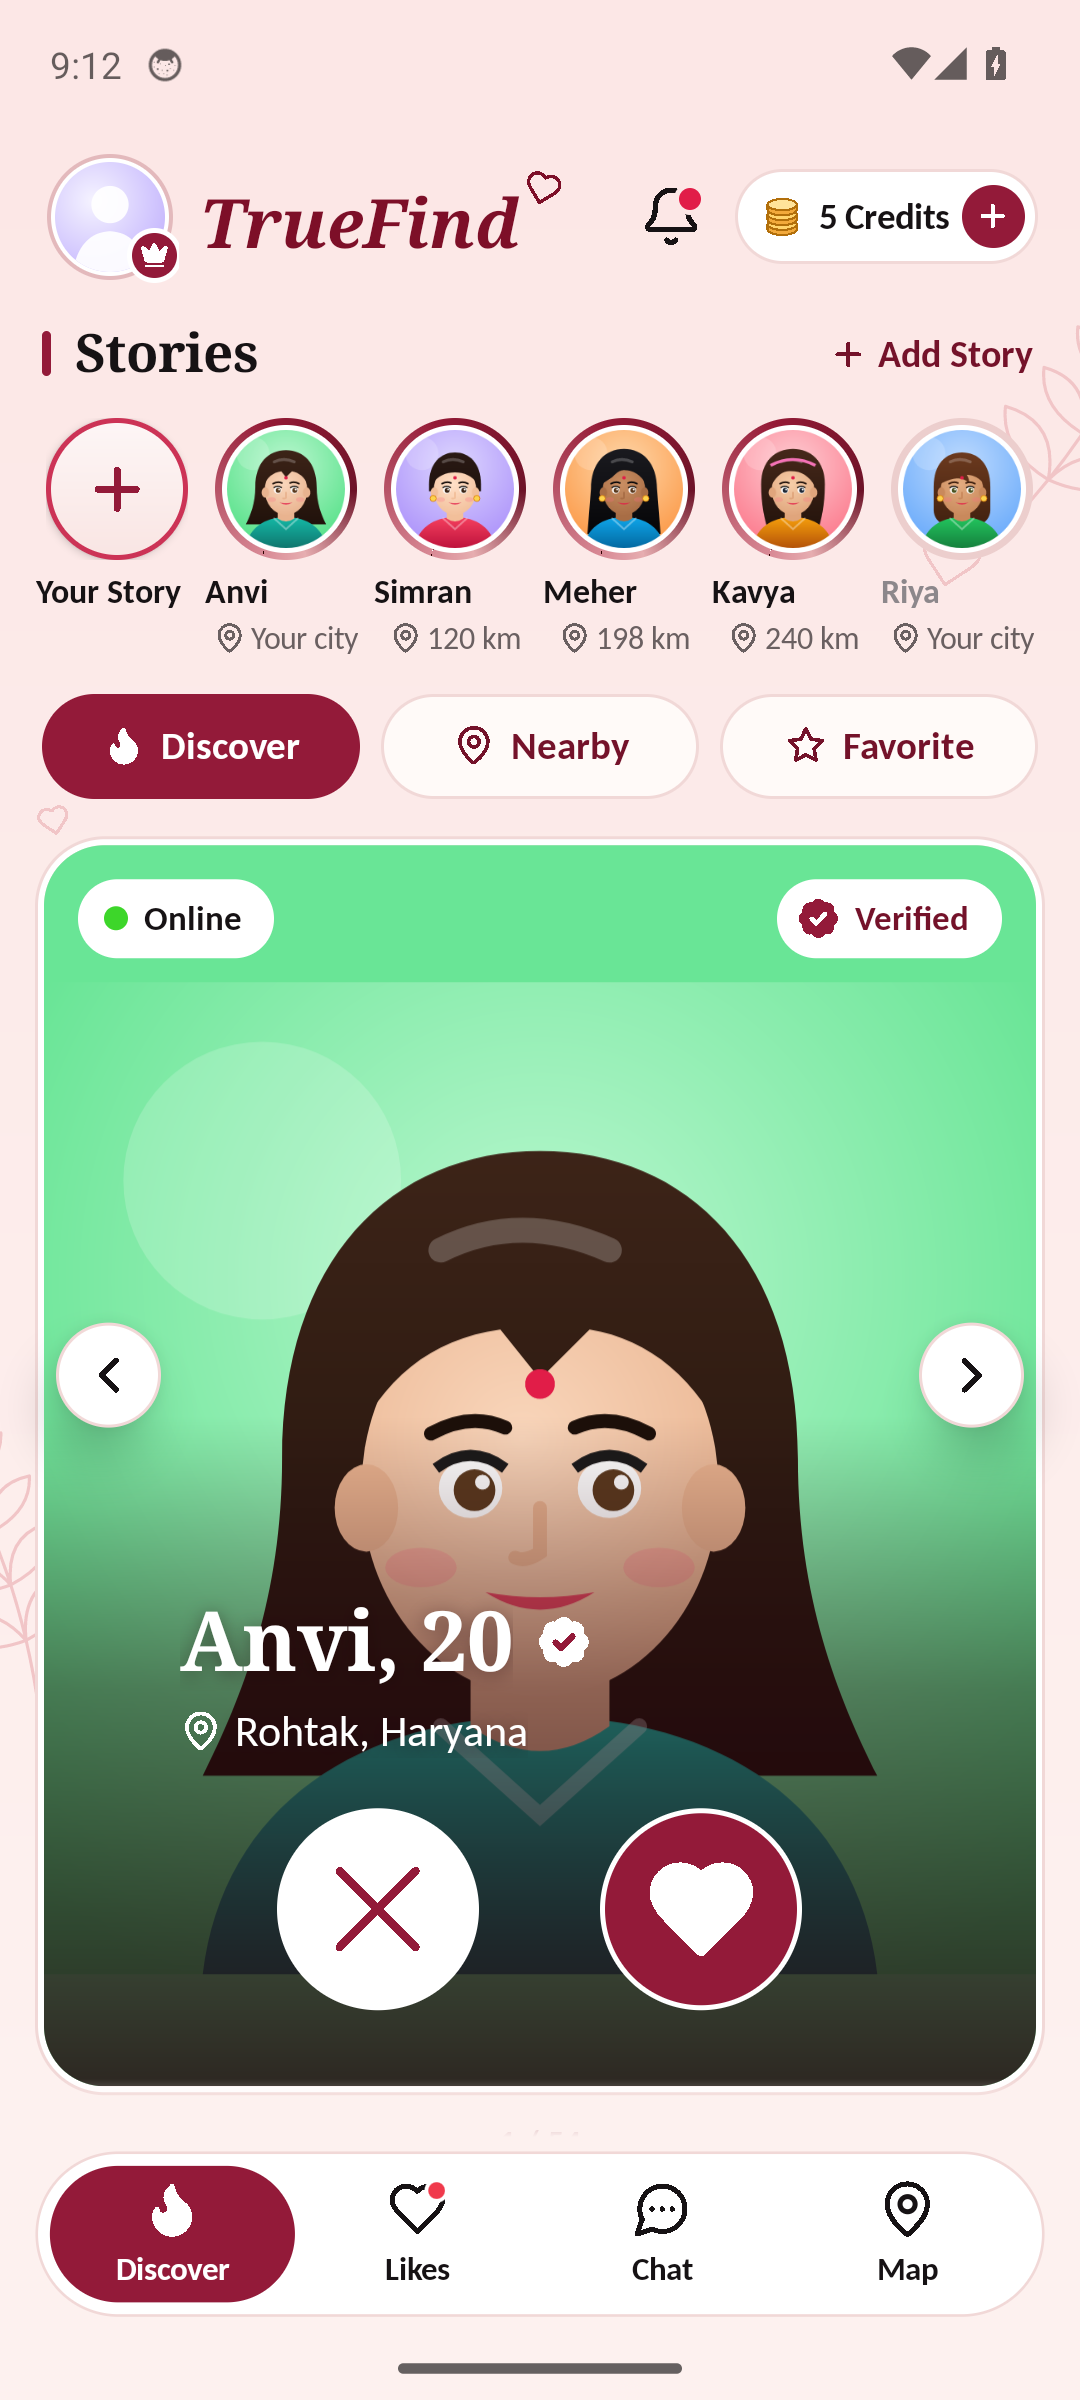 9:12
TrueFind
5 Credits
Stories
Add Story
Your Story
Anvi
Simran
Meher
Kavya
Riya
Your city
120 km
198 km
240 km
Your city
Discover
Nearby
Favorite
Online
Verified
Anvi, 20
Rohtak, Haryana
Discover
Likes
Chat
Map